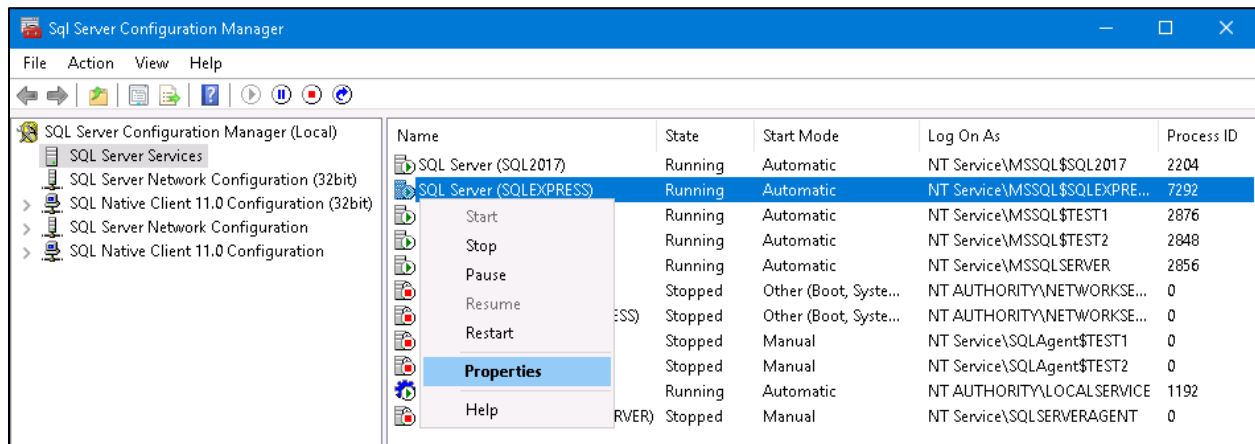 Sql Server Configuration Manager
File Action View Help
SQL Server Configuration Manager (Local)
SQL Server Services
SQL Server Network Configuration (32bit)
SQL Native Client 11.0 Configuration (32bit)
SQL Server Network Configuration
SQL Native Client 11.0 Configuration
Name State Start Mode Log On As Process ID
SQL Server (SQL2017) Running Automatic NT Service\MSSQL$SQL2017 2204
SQL Server (SQLEXPRESS) Running Automatic NT Service\MSSQL$SQLEXPRE... 7292
Running Automatic NT Service\MSSQL$TEST1 2876
Running Automatic NT Service\MSSQL$TEST2 2848
Running Automatic NT Service\MSSQLSERVER 2856
Stopped Other (Boot, Syste... NT AUTHORITY\NETWORKSE... 0
ESS) Stopped Other (Boot, Syste... NT AUTHORITY\NETWORKSE... 0
Stopped Manual NT Service\SQLAgent$TEST1 0
Stopped Manual NT Service\SQLAgent$TEST2 0
Running Automatic NT AUTHORITY\LOCALSERVICE 1192
RVER) Stopped Manual NT Service\SQLSERVERAGENT 0
Start
Stop
Pause
Resume
Restart
Properties
Help